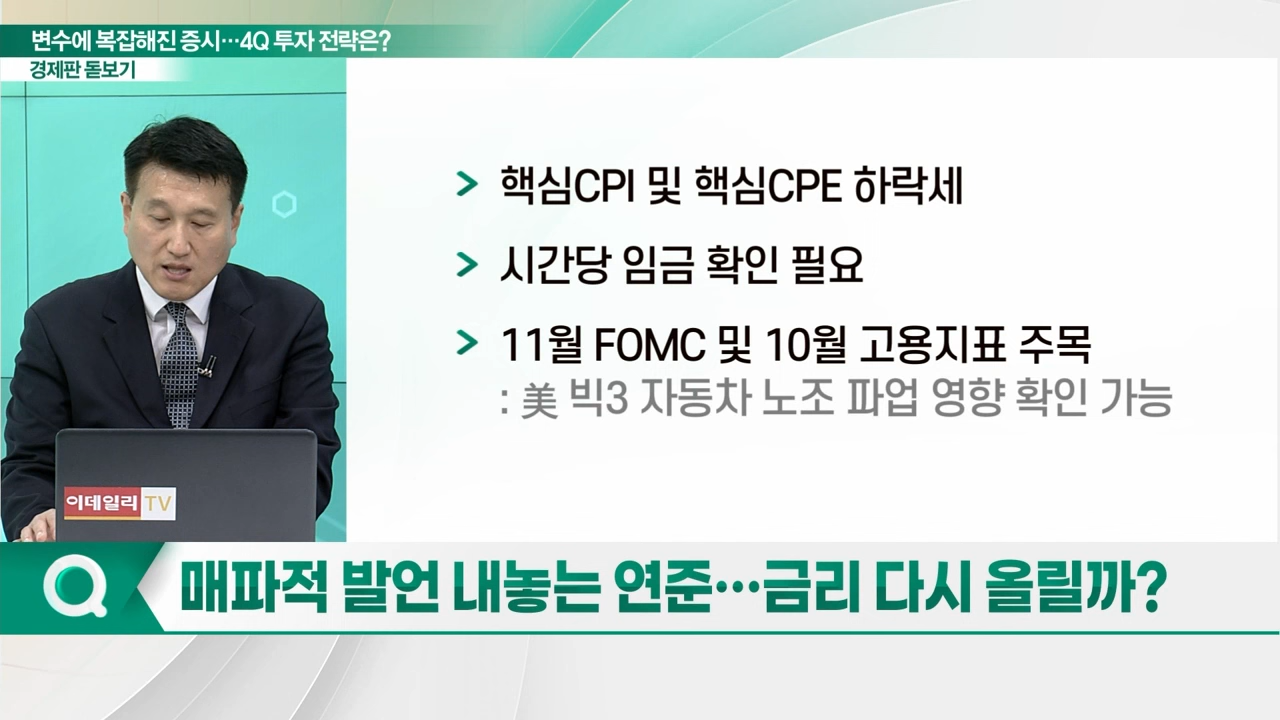 변수에 복잡해진 증시…4Q 투자 전략은?
경제판 돋보기
> 핵심CPI 및 핵심CPE 하락세
> 시간당 임금 확인 필요
> 11월 FOMC 및 10월 고용지표 주목
: 美 빅3 자동차 노조 파업 영향 확인 가능
이데일리TV
Q 매파적 발언 내놓는 연준…금리 다시 올릴까?